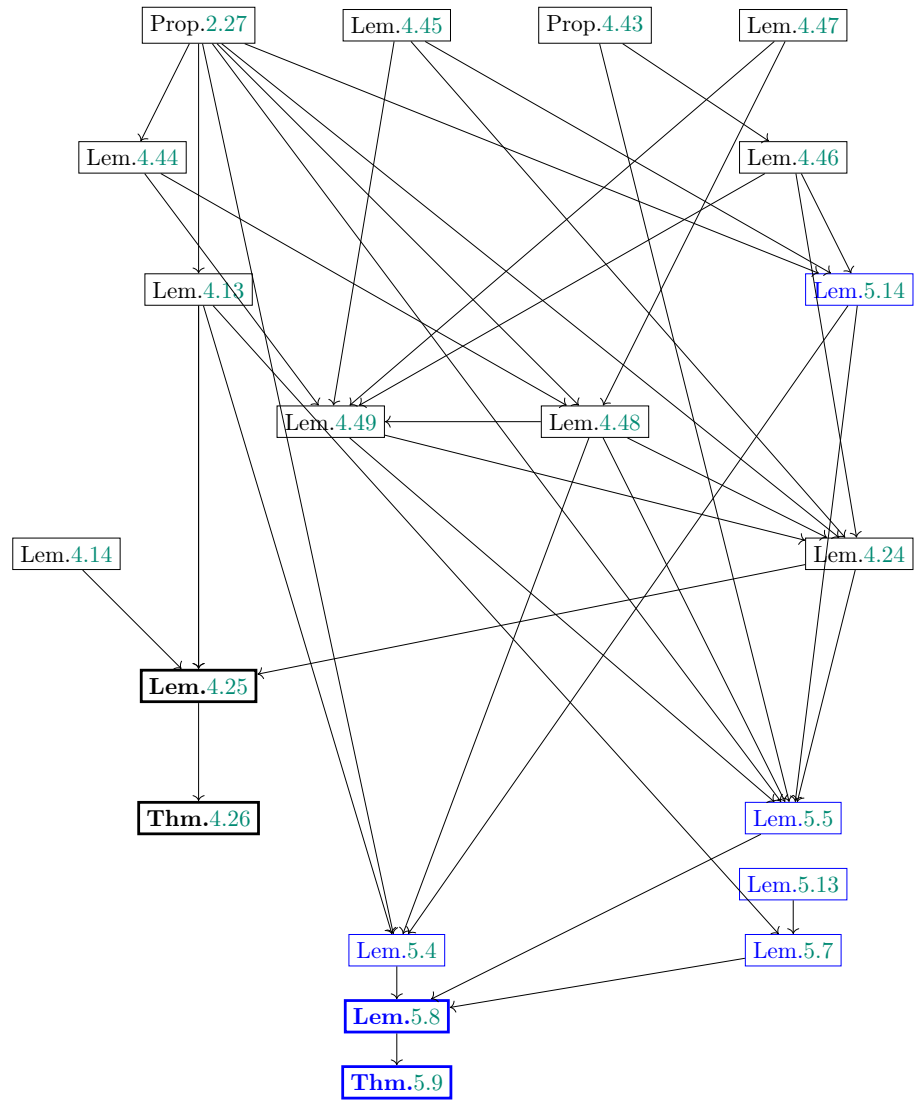 Prop.2.27 Lem.4.45 Prop.4.43 Lem.4.47
Lem.4.44 Lem.4.46
Lem.4.13 Lem.5.14
Lem.4.49 Lem.4.48
Lem.4.14 Lem.4.24
Lem.4.25
Thm.4.26 Lem.5.5
Lem.5.13
Lem.5.4 Lem.5.7
Lem.5.8
Thm.5.9